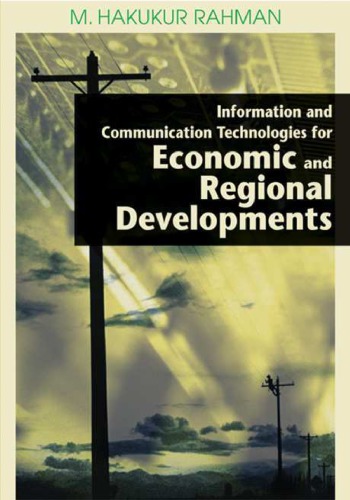 M. HAKUKUR RAHMAN
Information and
Communication Technologies for
Economic and
Regional
Developments